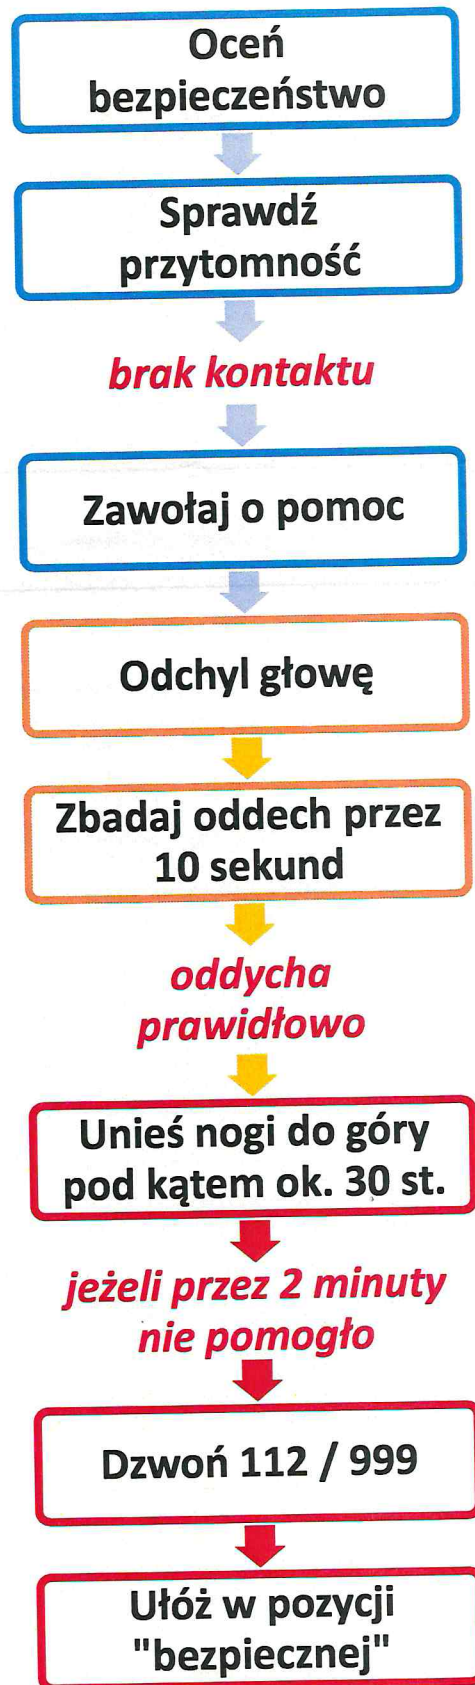 Oceń
bezpieczeństwo
Sprawdź
przytomność
brak kontaktu
Zawołaj o pomoc
Odchyl głowę
Zbadaj oddech przez
10 sekund
oddycha
prawidłowo
Unieś nogi do góry
pod kątem ok. 30 st.
jeżeli przez 2 minuty
nie pomogło
Dzwoń 112 / 999
Ułóż w pozycji
"bezpiecznej"